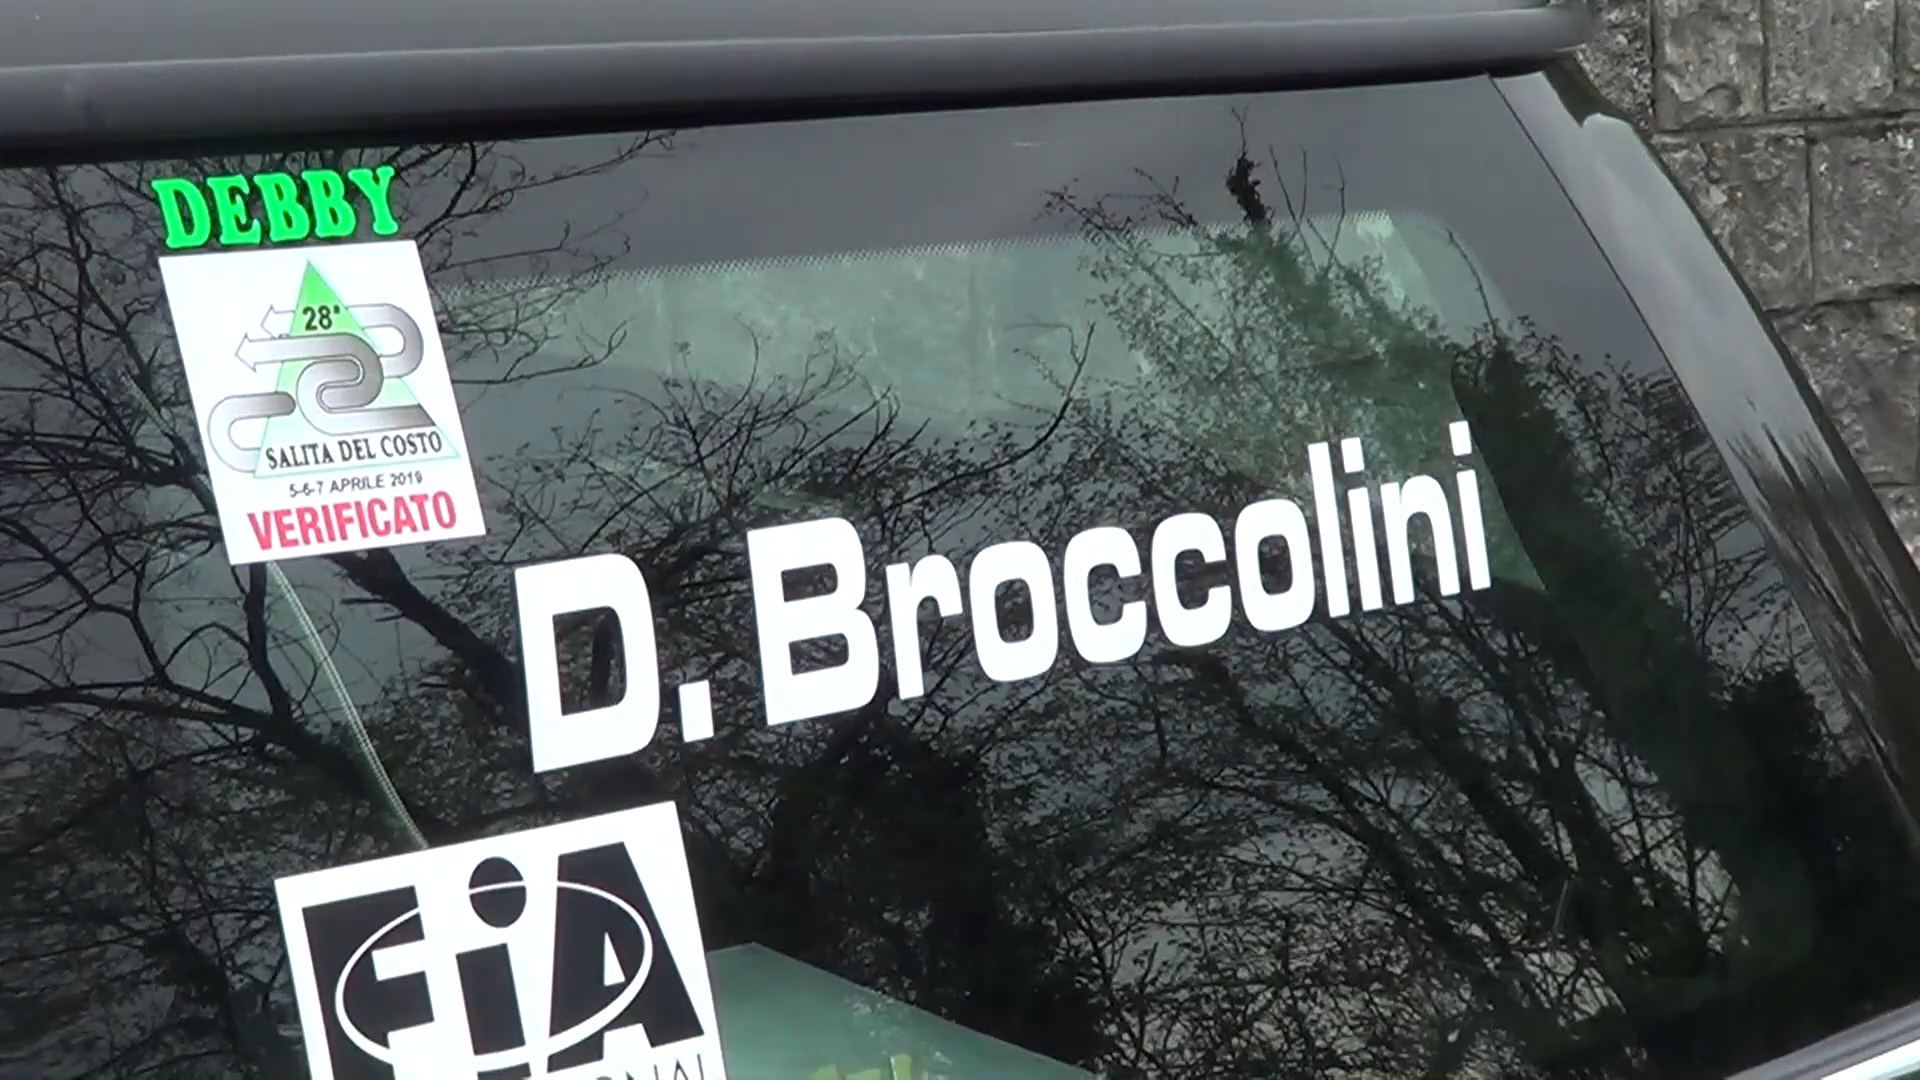 DEBBY
28°
SALITA DEL COSTO
5-6-7 APRILE 2019
VERIFICATO
D. Broccolini
FiA